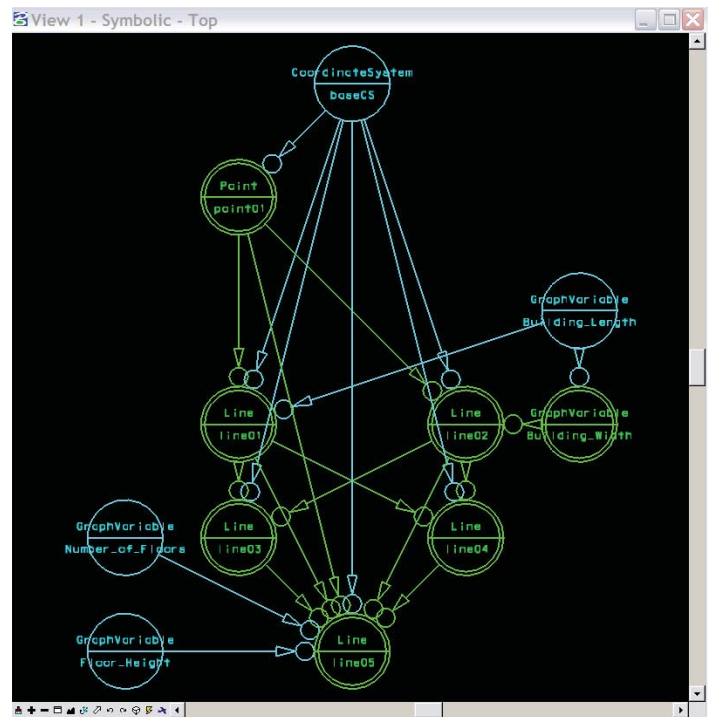 View 1 - Symbolic - Top
CoordinateSystem
baseCS
Point
point01
GraphVariable
Building_Length
Line
line01
Line
line02
GraphVariable
Building_Width
GraphVariable
Number_of_Floors
Line
line03
Line
line04
GraphVariable
Floor_Height
Line
line05